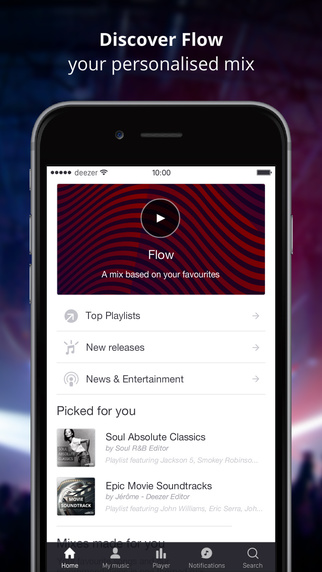 Discover Flow
your personalised mix
deezer 10:00
Flow
A mix based on your favourites
Top Playlists
New releases
News & Entertainment
Picked for you
Soul Absolute Classics
by Soul R&B Editor
Playlist featuring Jackson 5, Smokey Robinso...
Epic Movie Soundtracks
by Jérôme - Deezer Editor
Playlist featuring John Williams, Eric Serra, Joh...
MOVIE
SOUNDTRACK
Mixes made for you
Home My music Player Notifications Search